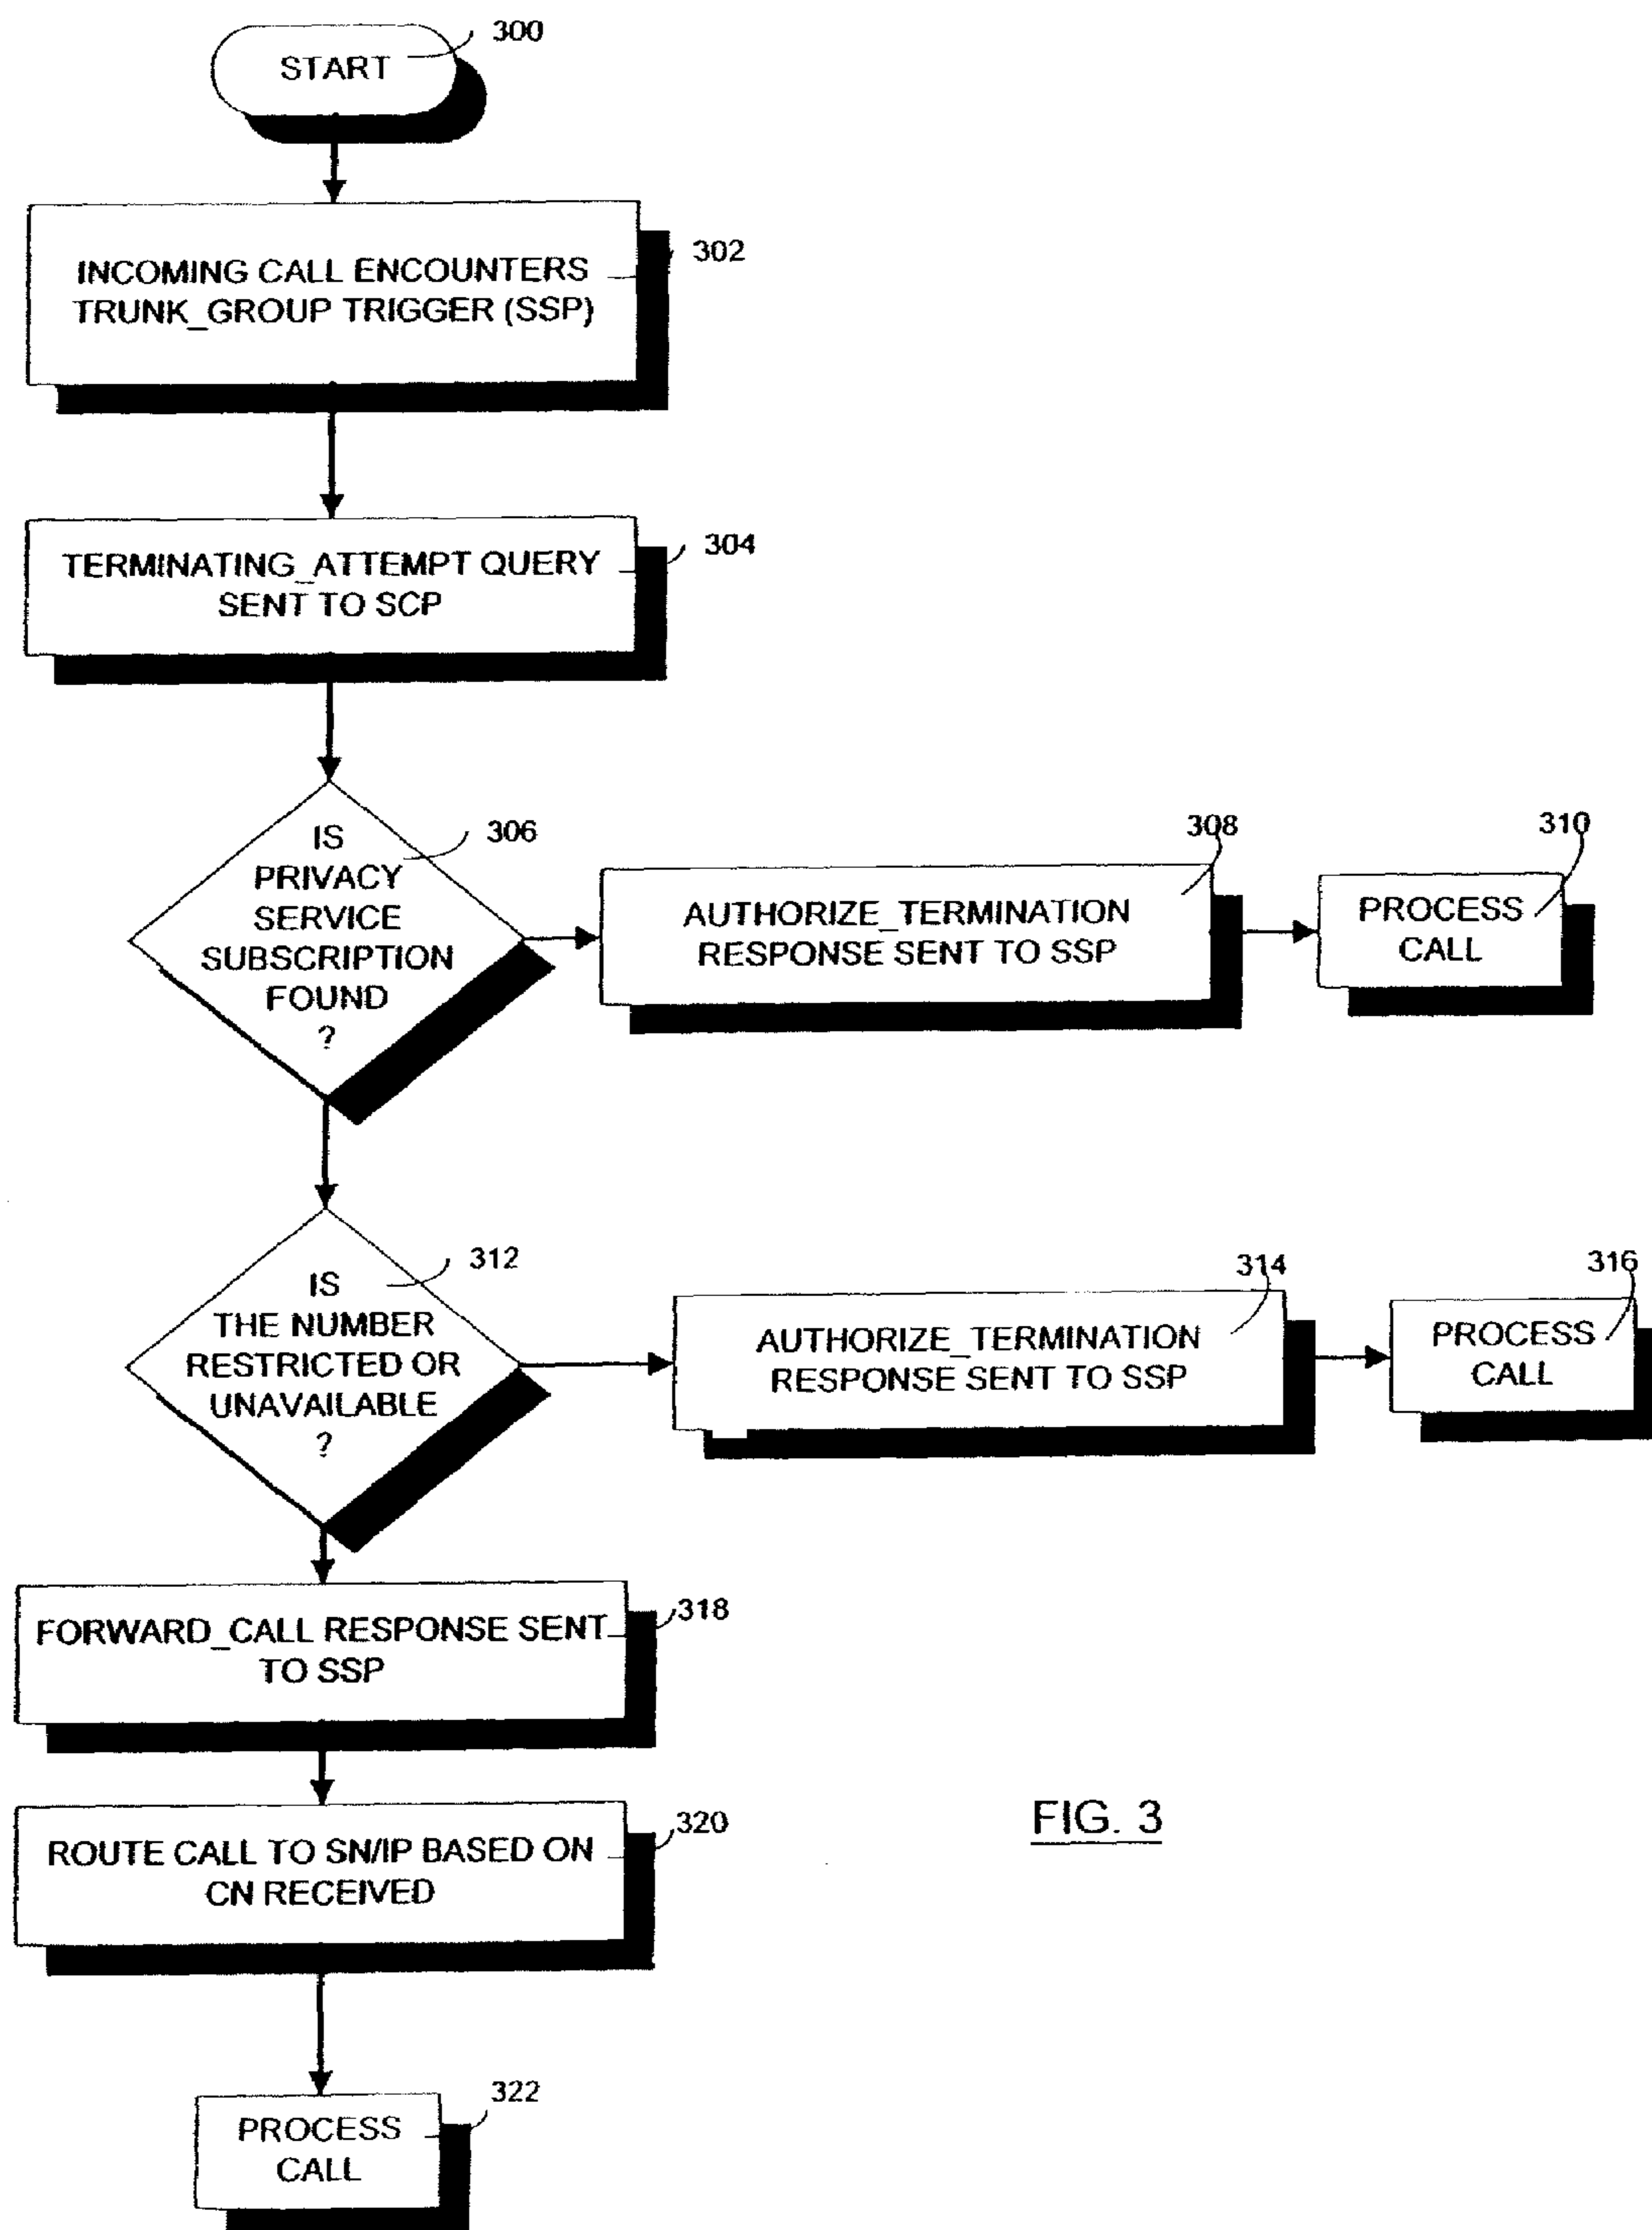 START
300
INCOMING CALL ENCOUNTERS
TRUNK_GROUP TRIGGER (SSP)
302
TERMINATING_ATTEMPT QUERY
SENT TO SCP
304
IS
PRIVACY
SERVICE
SUBSCRIPTION
FOUND
?
306
AUTHORIZE_TERMINATION
RESPONSE SENT TO SSP
308
PROCESS
CALL
310
IS
THE NUMBER
RESTRICTED OR
UNAVAILABLE
?
312
AUTHORIZE_TERMINATION
RESPONSE SENT TO SSP
314
PROCESS
CALL
316
FORWARD_CALL RESPONSE SENT
TO SSP
318
ROUTE CALL TO SN/IP BASED ON
CN RECEIVED
320
PROCESS
CALL
322
FIG. 3